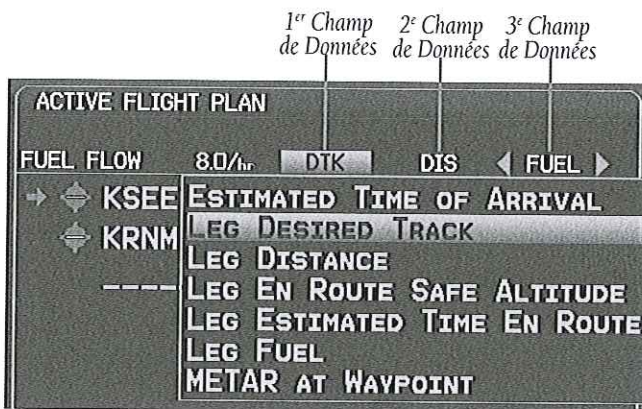 1er Champ de Données
2e Champ de Données
3e Champ de Données
ACTIVE FLIGHT PLAN
FUEL FLOW 8.0/hr DTK DIS FUEL
KSEE
KRNM
ESTIMATED TIME OF ARRIVAL
LEG DESIRED TRACK
LEG DISTANCE
LEG EN ROUTE SAFE ALTITUDE
LEG ESTIMATED TIME EN ROUTE
LEG FUEL
METAR AT WAYPOINT